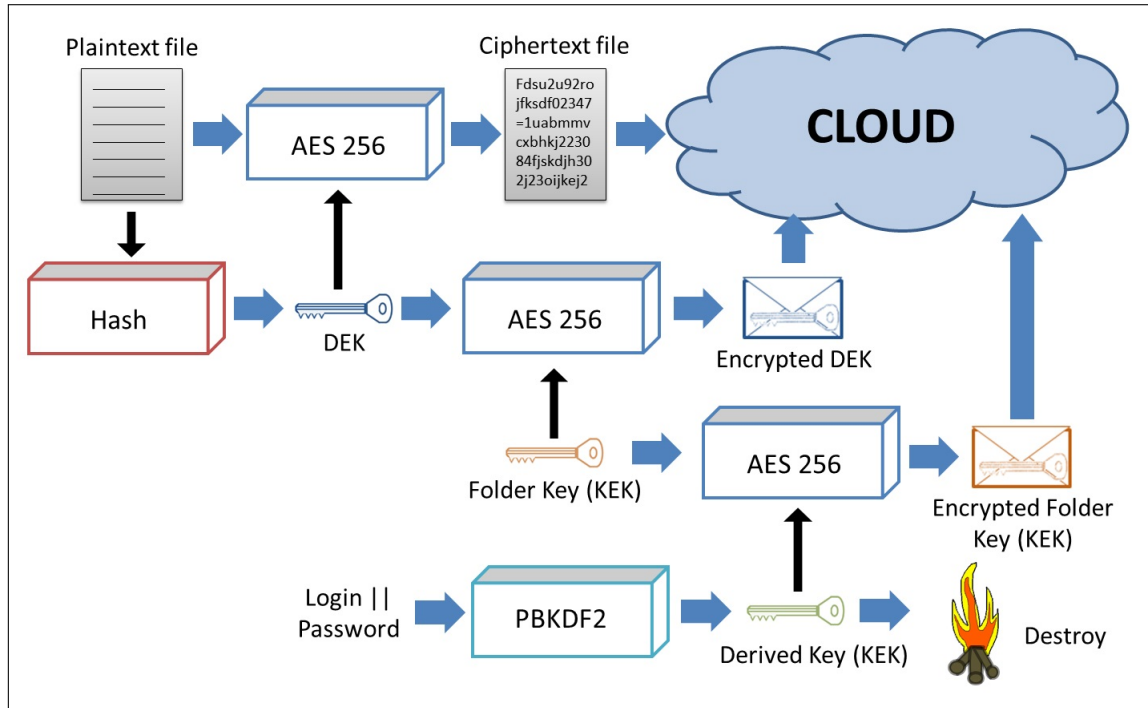 Plaintext file
Ciphertext file
Fdsu2u92ro
jfksdf02347
=1uabmmv
cxbhkj2230
84fjskdjh30
2j23oijkej2
AES 256
CLOUD
Hash
DEK
AES 256
Encrypted DEK
Folder Key (KEK)
AES 256
Encrypted Folder
Key (KEK)
Login ||
Password
PBKDF2
Derived Key (KEK)
Destroy